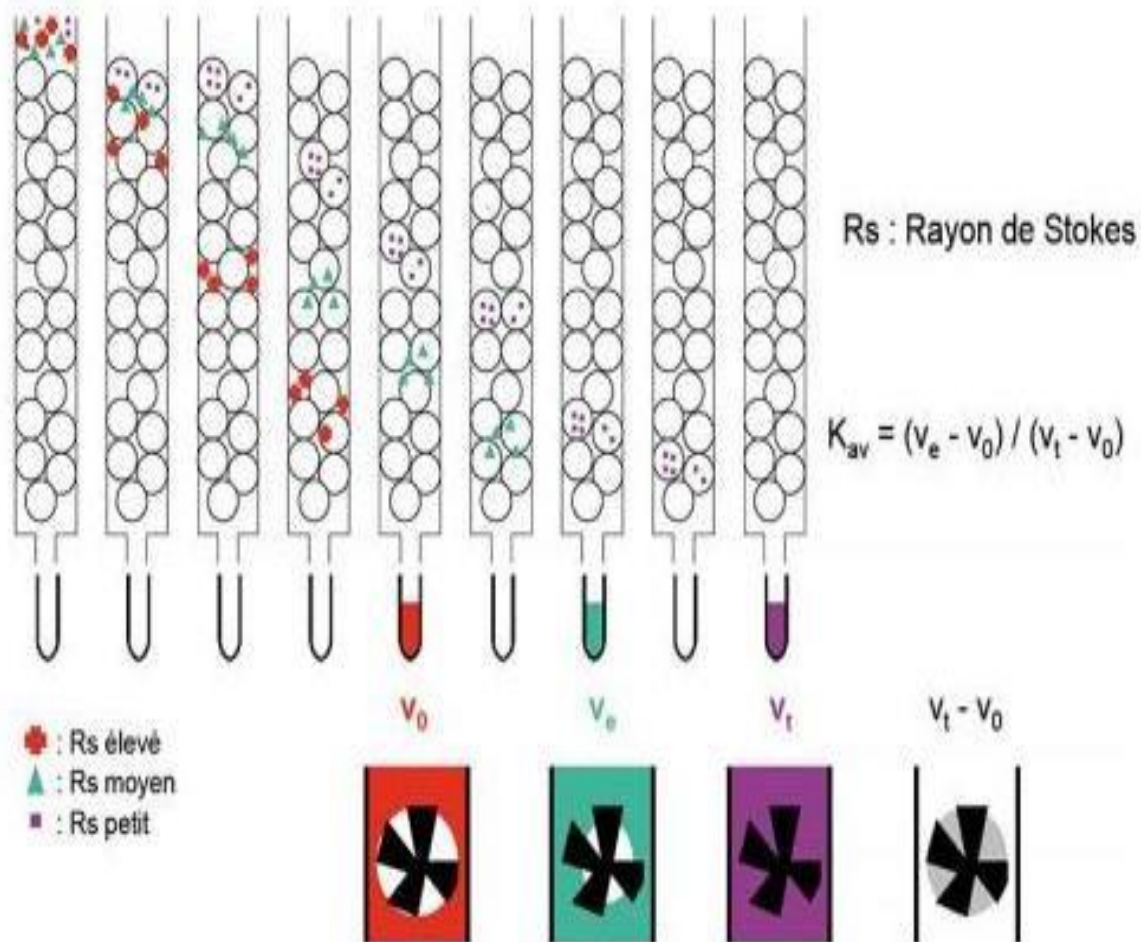 Rs : Rayon de Stokes
K_av = (v_e - v_0) / (v_t - v_0)
v_0
v_e
v_t
v_t - v_0
: Rs élevé
: Rs moyen
: Rs petit